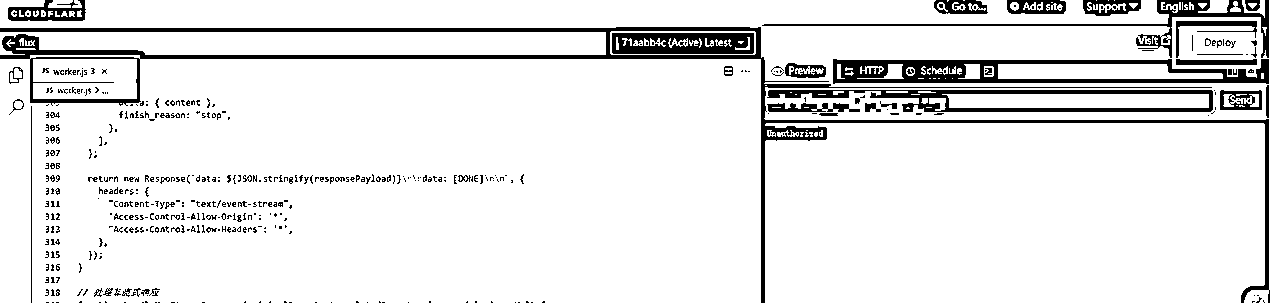 CLOUDFLARE
Go to...
Add site
Support
English
flux
71aabb4c (Active) Latest
Visit
Deploy
JS worker.js 3 ×
JS worker.js > ...
Preview
HTTP
Schedule
Send
Unauthorized
303 { content },
304 finish_reason: "stop",
305 },
306 ],
307 };
308
309 return new Response(`data: ${JSON.stringify(responsePayload)}\n\ndata: [DONE]\n\n`, {
310 headers: {
311 "Content-Type": "text/event-stream",
312 'Access-Control-Allow-Origin': '*',
313 "Access-Control-Allow-Headers": '*',
314 },
315 });
316 }
317
318 // 处理非流式响应